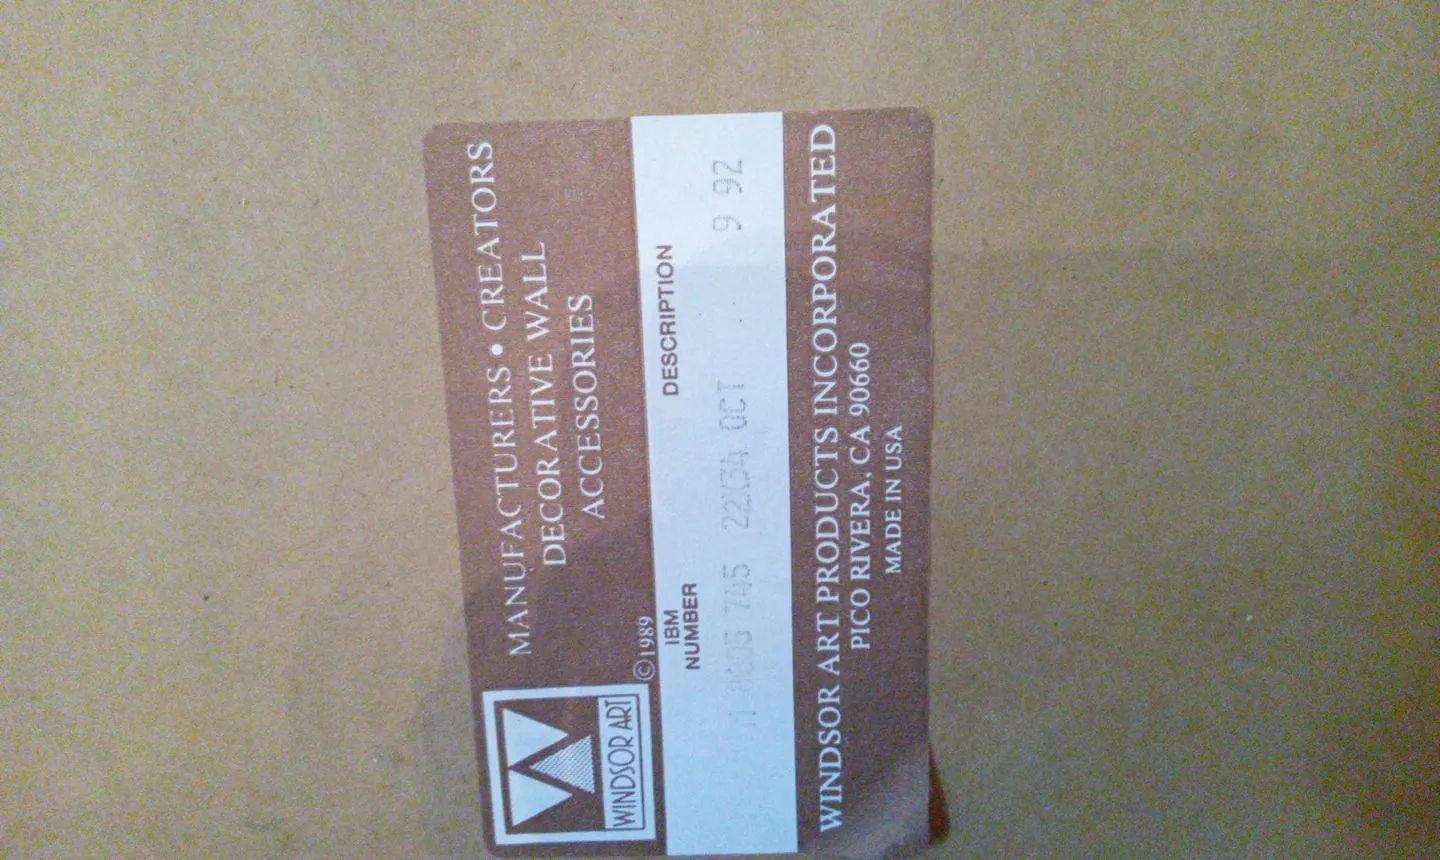 MANUFACTURERS • CREATORS
DECORATIVE WALL
ACCESSORIES
WINDSOR ART
©1989
IBM
NUMBER
DESCRIPTION
745 22X34 OCT 9 92
WINDSOR ART PRODUCTS INCORPORATED
PICO RIVERA, CA 90660
MADE IN USA